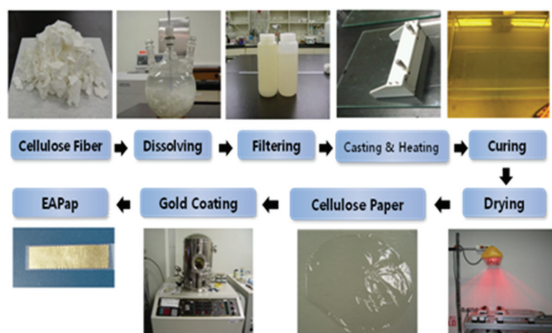 Cellulose Fiber
Dissolving
Filtering
Casting & Heating
Curing
Drying
Cellulose Paper
Gold Coating
EAPap